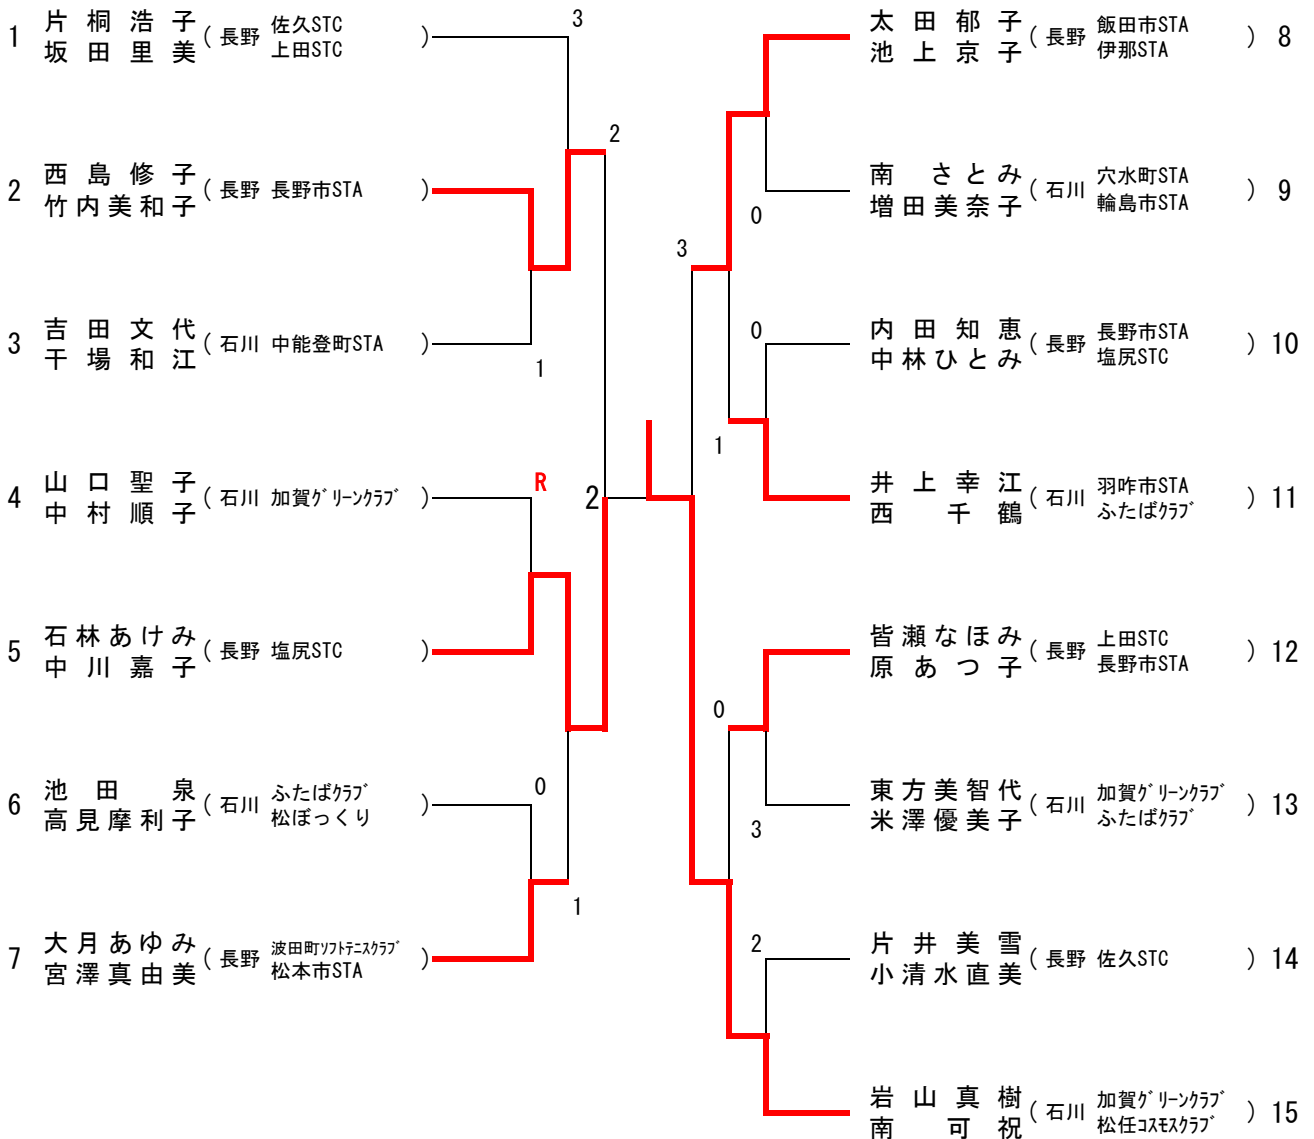 1 片桐浩子 ( 長野 佐久STC )
坂田里美 上田STC
3
2
2 西島修子 ( 長野 長野市STA )
竹内美和子
3 吉田文代 ( 石川 中能登町STA )
干場和江
1
4 山口聖子 ( 石川 加賀グリーンクラブ )
中村順子
R
2
5 石林あけみ ( 長野 塩尻STC )
中川嘉子
6 池田泉 ( 石川 ふたばクラブ )
高見摩利子 松ぼっくり
0
1
7 大月あゆみ ( 長野 波田町ソフトテニスクラブ )
宮澤真由美 松本市STA
太田郁子 ( 長野 飯田市STA ) 8
池上京子 伊那STA
南さとみ ( 石川 穴水町STA ) 9
増田美奈子 輪島市STA
0
3
0
内田知恵 ( 長野 長野市STA ) 10
中林ひとみ 塩尻STC
1
井上幸江 ( 石川 羽咋市STA ) 11
西千鶴 ふたばクラブ
皆瀬なほみ ( 長野 上田STC ) 12
原あつ子 長野市STA
0
東方美智代 ( 石川 加賀グリーンクラブ ) 13
米澤優美子 ふたばクラブ
3
2
片井美雪 ( 長野 佐久STC ) 14
小清水直美
岩山真樹 ( 石川 加賀グリーンクラブ ) 15
南可祝 松任コスモスクラブ